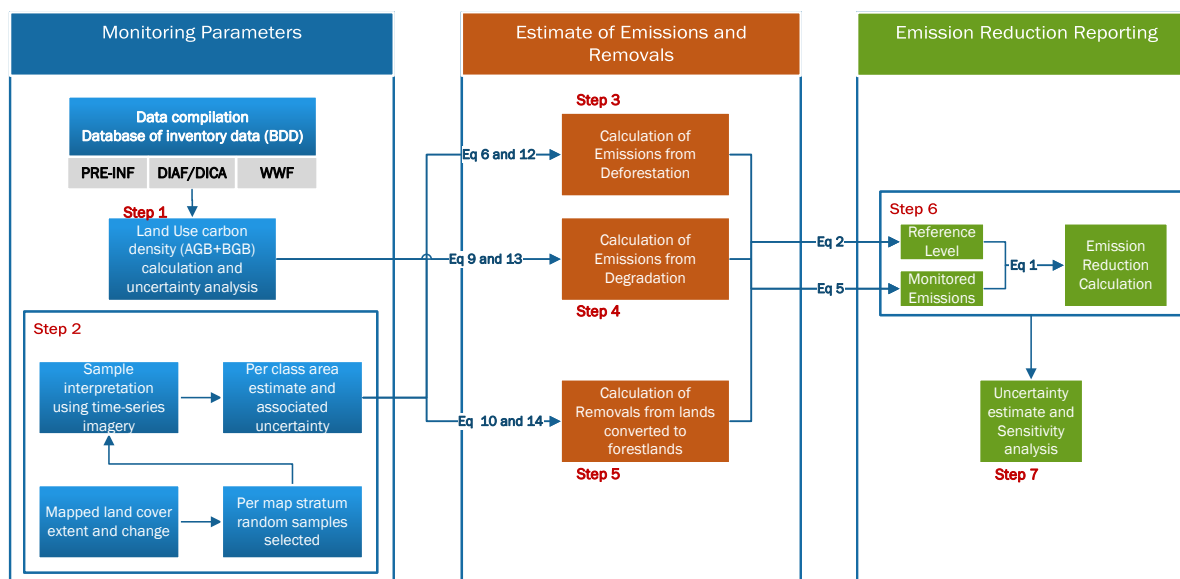 Monitoring Parameters
Data compilation
Database of inventory data (BDD)
PRE-INF
DIAF/DICA
WWF
Step 1
Land Use carbon
density (AGB+BGB)
calculation and
uncertainty analysis
Step 2
Sample
interpretation
using time-series
imagery
Per class area
estimate and
associated
uncertainty
Mapped land cover
extent and change
Per map stratum
random samples
selected
Estimate of Emissions and
Removals
Step 3
Eq 6 and 12
Calculation of
Emissions from
Deforestation
Eq 9 and 13
Calculation of
Emissions from
Degradation
Step 4
Eq 10 and 14
Calculation of
Removals from lands
converted to
forestlands
Step 5
Emission Reduction Reporting
Eq 2
Eq 5
Step 6
Reference
Level
Monitored
Emissions
Eq 1
Emission
Reduction
Calculation
Uncertainty
estimate and
Sensitivity
analysis
Step 7